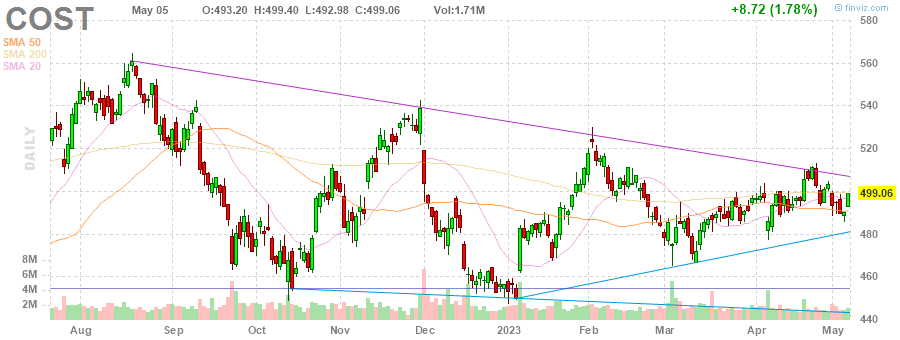 COST
May 05
O:493.20 H:499.40 L:492.98 C:499.06
Vol:1.71M
+8.72 (1.78%)
finviz.com
SMA 50
SMA 200
SMA 20
DAILY
580
560
540
520
499.06
480
460
440
8M
6M
4M
2M
Aug Sep Oct Nov Dec 2023 Feb Mar Apr May